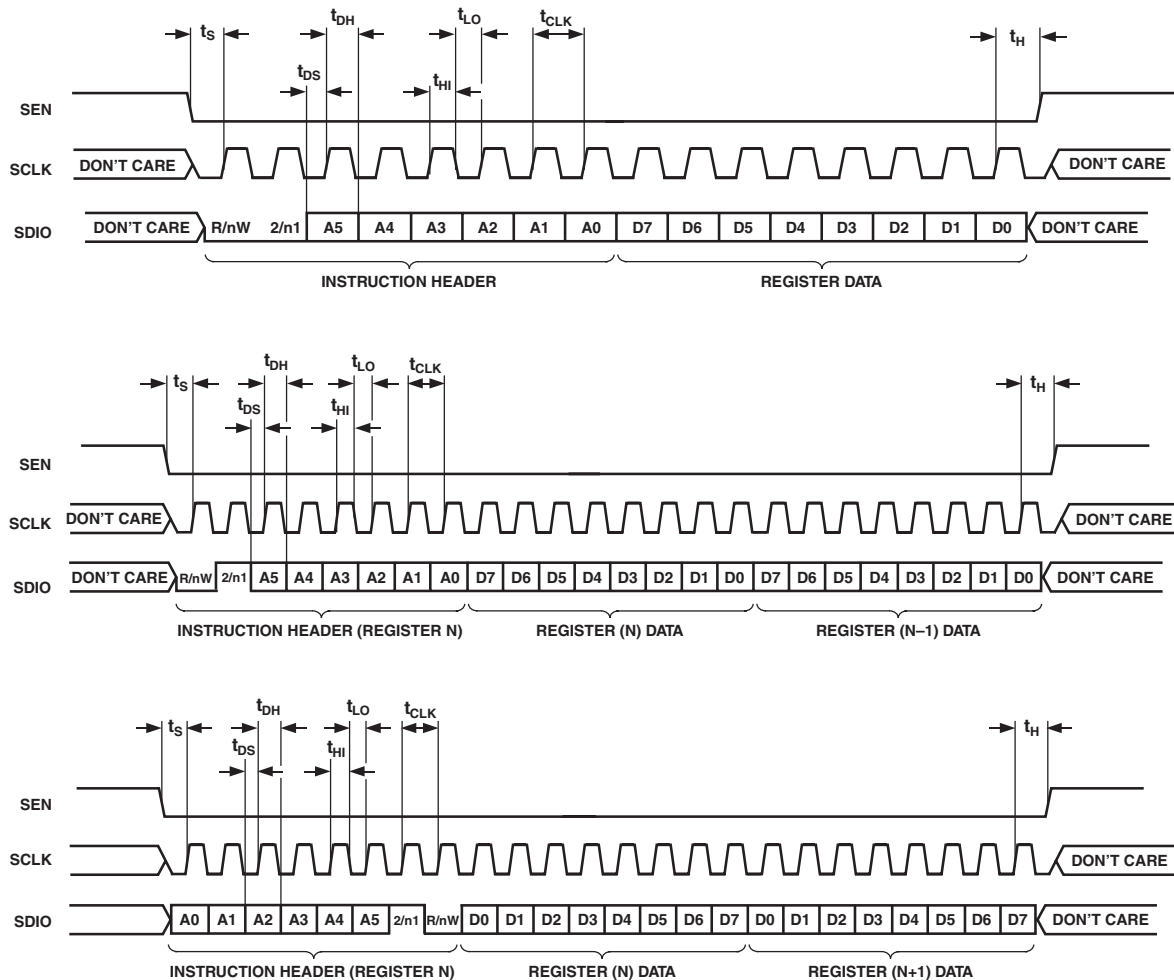 tS tDH tLO tCLK tH
tDS tHI
SEN
SCLK DON'T CARE DON'T CARE
SDIO DON'T CARE R/nW 2/n1 A5 A4 A3 A2 A1 A0 D7 D6 D5 D4 D3 D2 D1 D0 DON'T CARE
INSTRUCTION HEADER REGISTER DATA
tS tDH tLO tCLK tH
tDS tHI
SEN
SCLK DON'T CARE DON'T CARE
SDIO DON'T CARE R/nW 2/n1 A5 A4 A3 A2 A1 A0 D7 D6 D5 D4 D3 D2 D1 D0 D7 D6 D5 D4 D3 D2 D1 D0 DON'T CARE
INSTRUCTION HEADER (REGISTER N) REGISTER (N) DATA REGISTER (N–1) DATA
tS tDH tLO tCLK tH
tDS tHI
SEN
SCLK DON'T CARE
SDIO A0 A1 A2 A3 A4 A5 2/n1 R/nW D0 D1 D2 D3 D4 D5 D6 D7 D0 D1 D2 D3 D4 D5 D6 D7 DON'T CARE
INSTRUCTION HEADER (REGISTER N) REGISTER (N) DATA REGISTER (N+1) DATA